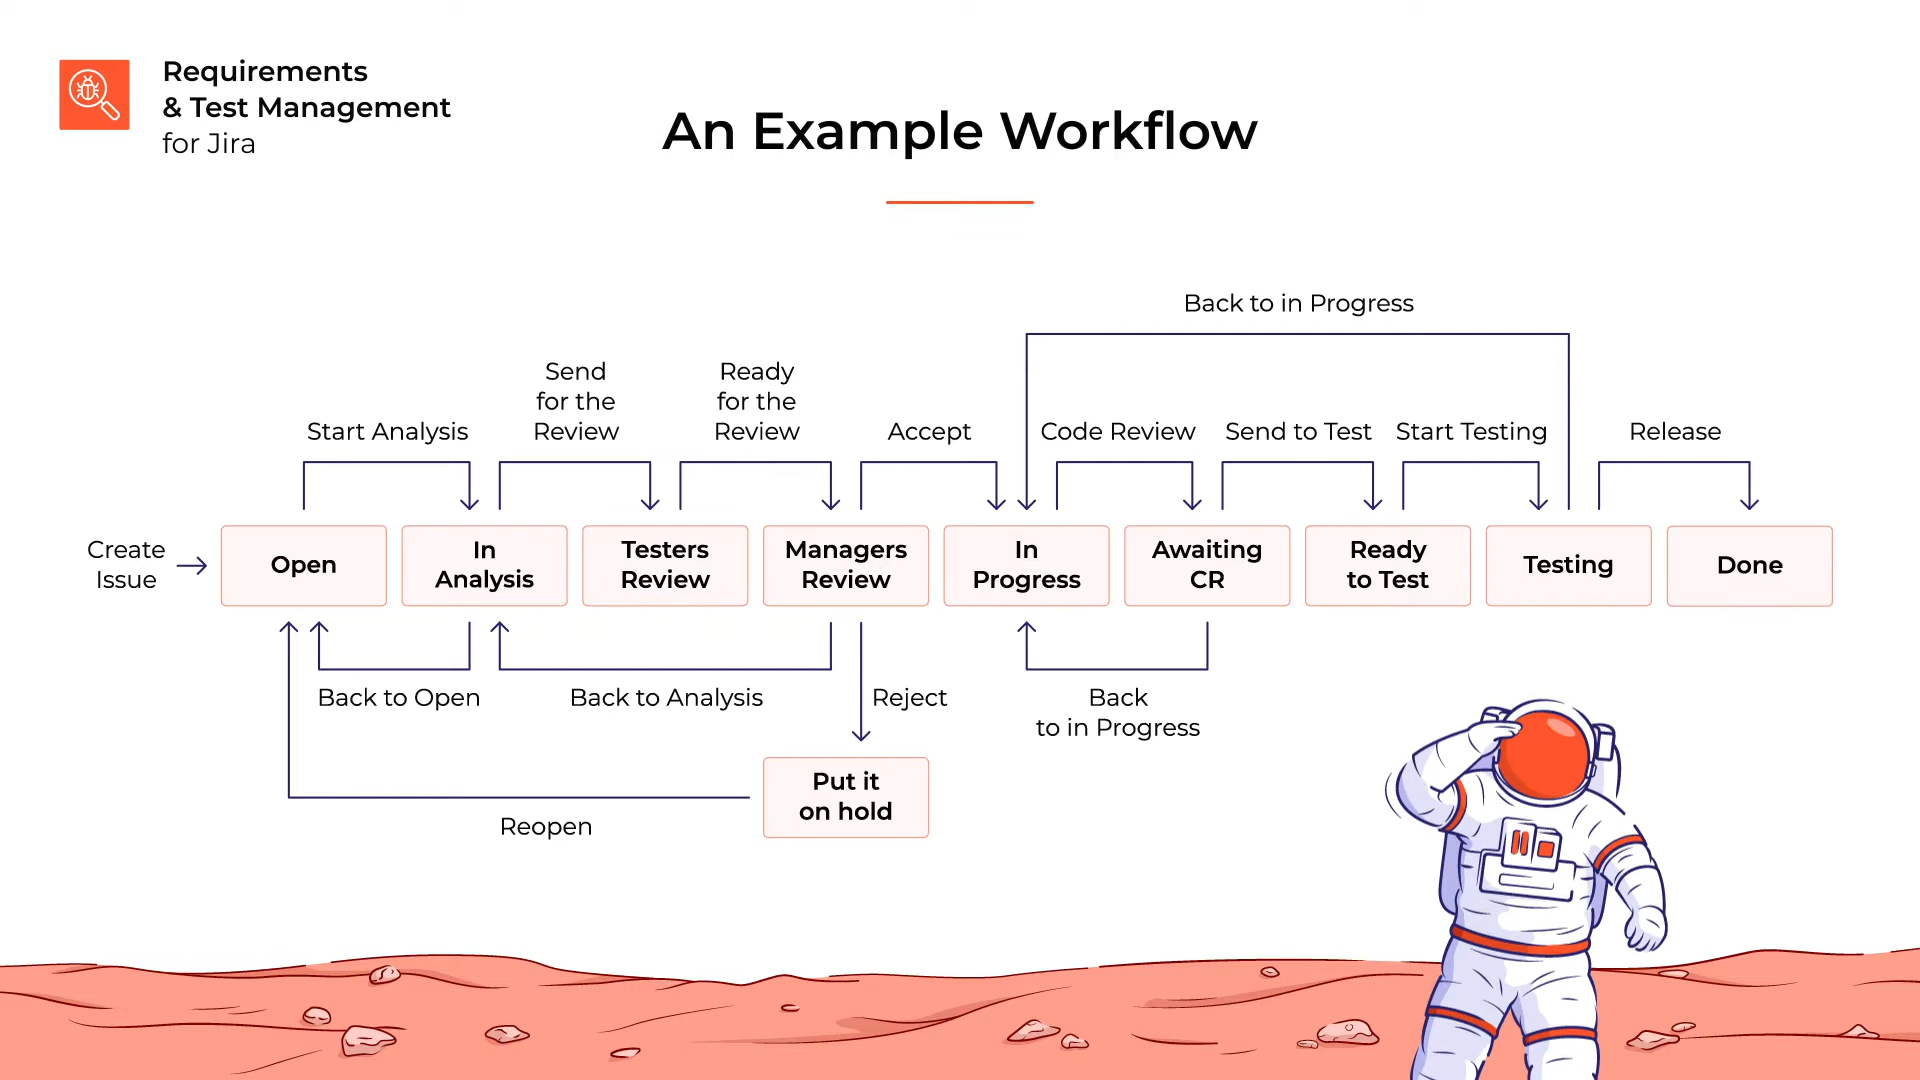 Requirements
& Test Management
for Jira
An Example Workflow
Back to in Progress
Send
for the
Review
Ready
for the
Review
Start Analysis
Accept
Code Review
Send to Test
Start Testing
Release
Create
Issue
Open
In
Analysis
Testers
Review
Managers
Review
In
Progress
Awaiting
CR
Ready
to Test
Testing
Done
Back to Open
Back to Analysis
Reject
Back
to in Progress
Put it
on hold
Reopen